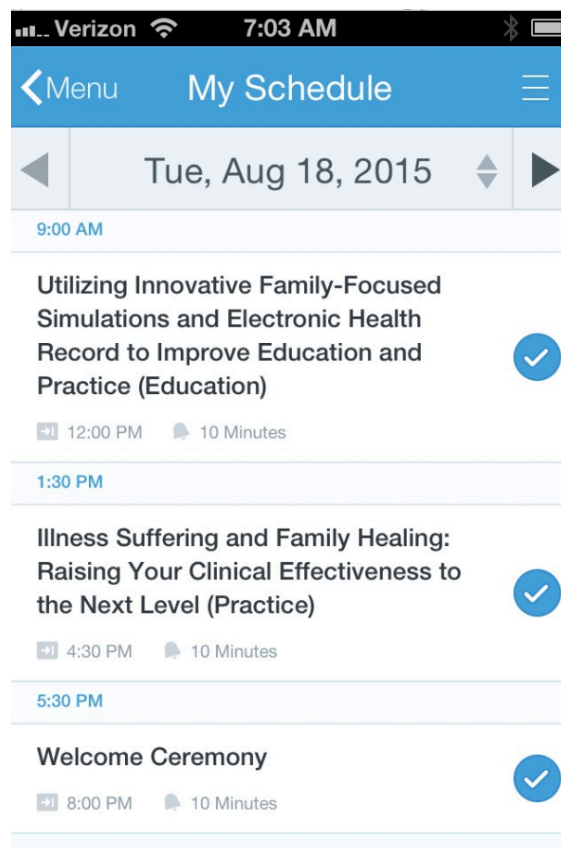 Verizon 7:03 AM
Menu My Schedule
Tue, Aug 18, 2015
9:00 AM
Utilizing Innovative Family-Focused
Simulations and Electronic Health
Record to Improve Education and
Practice (Education)
12:00 PM 10 Minutes
1:30 PM
Illness Suffering and Family Healing:
Raising Your Clinical Effectiveness to
the Next Level (Practice)
4:30 PM 10 Minutes
5:30 PM
Welcome Ceremony
8:00 PM 10 Minutes